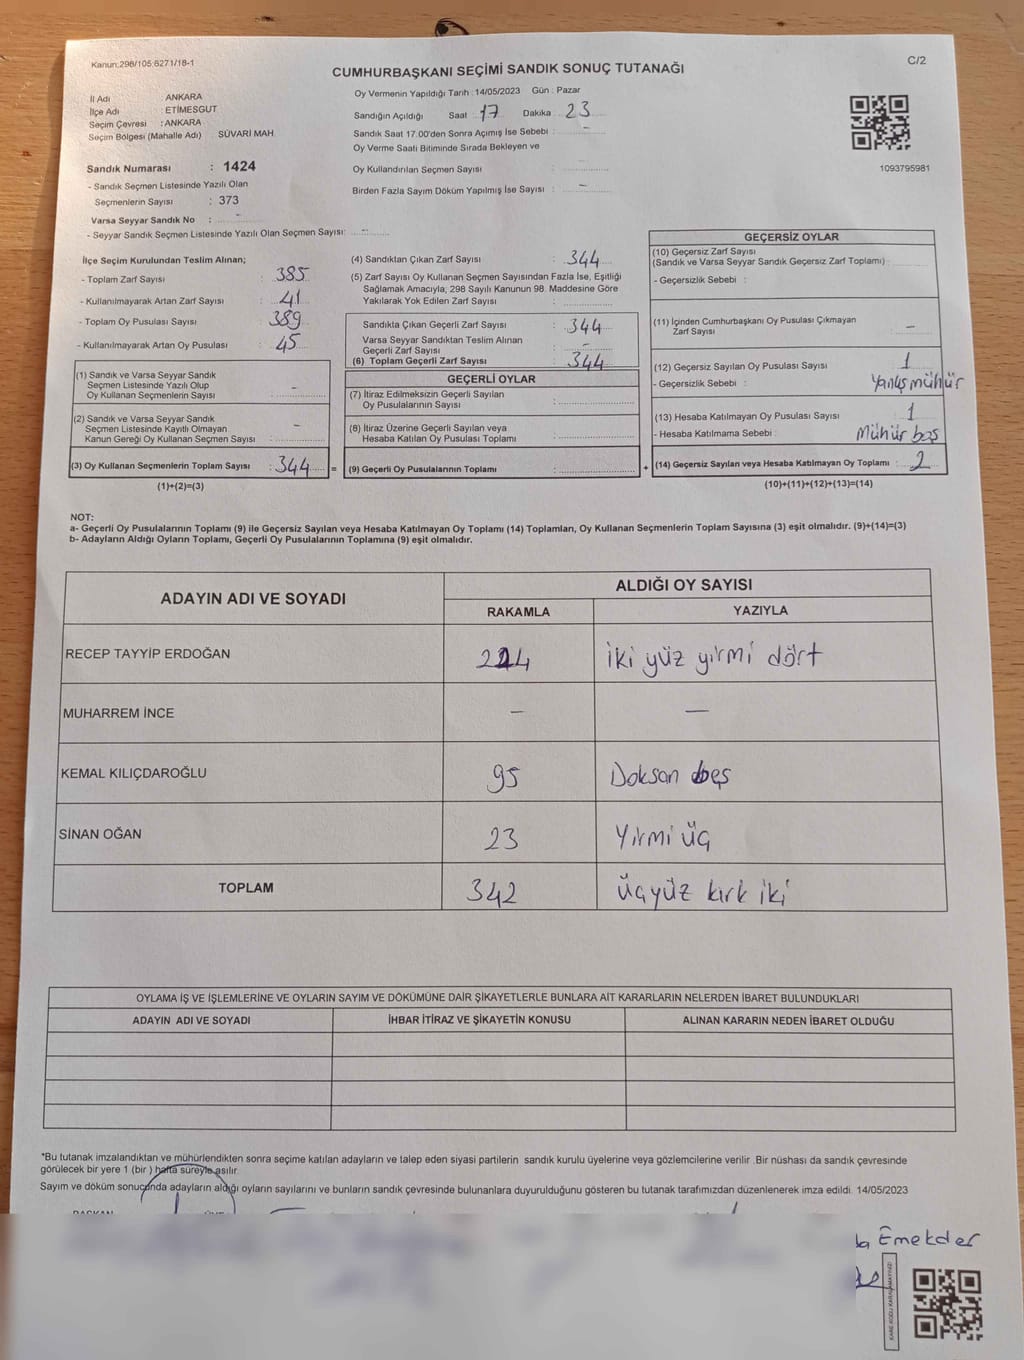 Kanun:298/105.6271/18-1
C/2
CUMHURBAŞKANI SEÇİMİ SANDIK SONUÇ TUTANAĞI
İl Adı ANKARA
İlçe Adı : ETİMESGUT
Seçim Çevresi : ANKARA
Seçim Bölgesi (Mahalle Adı) : SÜVARİ MAH.
Oy Vermenin Yapıldığı Tarih : 14/05/2023 Gün : Pazar
Sandığın Açıldığı Saat 17 Dakika 23
Sandık Saat 17.00'den Sonra Açımış İse Sebebi : -
Oy Verme Saati Bitiminde Sırada Bekleyen ve
Oy Kullandırılan Seçmen Sayısı :
Birden Fazla Sayım Döküm Yapılmış İse Sayısı : -
1093795981
Sandık Numarası : 1424
- Sandık Seçmen Listesinde Yazılı Olan
Seçmenlerin Sayısı : 373
Varsa Seyyar Sandık No : -
- Seyyar Sandık Seçmen Listesinde Yazılı Olan Seçmen Sayısı: -
İlçe Seçim Kurulundan Teslim Alınan;
- Toplam Zarf Sayısı : 385
- Kullanılmayarak Artan Zarf Sayısı : 41
- Toplam Oy Pusulası Sayısı : 389
- Kullanılmayarak Artan Oy Pusulası : 45
(1) Sandık ve Varsa Seyyar Sandık
Seçmen Listesinde Yazılı Olup
Oy Kullanan Seçmenlerin Sayısı : -
(2) Sandık ve Varsa Seyyar Sandık
Seçmen Listesinde Kayıtlı Olmayan
Kanun Gereği Oy Kullanan Seçmen Sayısı : -
(3) Oy Kullanan Seçmenlerin Toplam Sayısı : 344 =
(1)+(2)=(3)
(4) Sandıktan Çıkan Zarf Sayısı : 344
(5) Zarf Sayısı Oy Kullanan Seçmen Sayısından Fazla İse, Eşitliği
Sağlamak Amacıyla, 298 Sayılı Kanunun 98. Maddesine Göre
Yakılarak Yok Edilen Zarf Sayısı :
Sandıkta Çıkan Geçerli Zarf Sayısı : 344
Varsa Seyyar Sandıktan Teslim Alınan
Geçerli Zarf Sayısı : -
(6) Toplam Geçerli Zarf Sayısı : 344
GEÇERLİ OYLAR
(7) İtiraz Edilmeksizin Geçerli Sayılan
Oy Pusulalarının Sayısı :
(8) İtiraz Üzerine Geçerli Sayılan veya
Hesaba Katılan Oy Pusulası Toplamı :
(9) Geçerli Oy Pusulalarının Toplamı : +
GEÇERSİZ OYLAR
(10) Geçersiz Zarf Sayısı
(Sandık ve Varsa Seyyar Sandık Geçersiz Zarf Toplamı) :
- Geçersizlik Sebebi :
(11) İçinden Cumhurbaşkanı Oy Pusulası Çıkmayan
Zarf Sayısı : -
(12) Geçersiz Sayılan Oy Pusulası Sayısı : 1
- Geçersizlik Sebebi : Yanlış mühür
(13) Hesaba Katılmayan Oy Pusulası Sayısı : 1
- Hesaba Katılmama Sebebi : Mühür boş
(14) Geçersiz Sayılan veya Hesaba Katılmayan Oy Toplamı : 2
(10)+(11)+(12)+(13)=(14)
NOT:
a- Geçerli Oy Pusulalarının Toplamı (9) ile Geçersiz Sayılan veya Hesaba Katılmayan Oy Toplamı (14) Toplamları, Oy Kullanan Seçmenlerin Toplam Sayısına (3) eşit olmalıdır. (9)+(14)=(3)
b- Adayların Aldığı Oyların Toplamı, Geçerli Oy Pusulalarının Toplamına (9) eşit olmalıdır.
ADAYIN ADI VE SOYADI ALDIĞI OY SAYISI
RAKAMLA YAZIYLA
RECEP TAYYİP ERDOĞAN 224 iki yüz yirmi dört
MUHARREM İNCE - -
KEMAL KILIÇDAROĞLU 95 Doksan beş
SİNAN OĞAN 23 Yirmi üç
TOPLAM 342 üçyüz kırk iki
OYLAMA İŞ VE İŞLEMLERİNE VE OYLARIN SAYIM VE DÖKÜMÜNE DAİR ŞİKAYETLERLE BUNLARA AİT KARARLARIN NELERDEN İBARET BULUNDUKLARI
ADAYIN ADI VE SOYADI İHBAR İTİRAZ VE ŞİKAYETİN KONUSU ALINAN KARARIN NEDEN İBARET OLDUĞU
*Bu tutanak imzalandıktan ve mühürlendikten sonra seçime katılan adayların ve talep eden siyasi partilerin sandık kurulu üyelerine veya gözlemcilerine verilir .Bir nüshası da sandık çevresinde
görülecek bir yere 1 (bir ) hafta süreyle asılır.
Sayım ve döküm sonucunda adayların aldığı oyların sayılarını ve bunların sandık çevresinde bulunanlara duyurulduğunu gösteren bu tutanak tarafımızdan düzenlenerek imza edildi. 14/05/2023
BAŞKAN
Emekder
KARE KODU KARALAMAYINIZ!